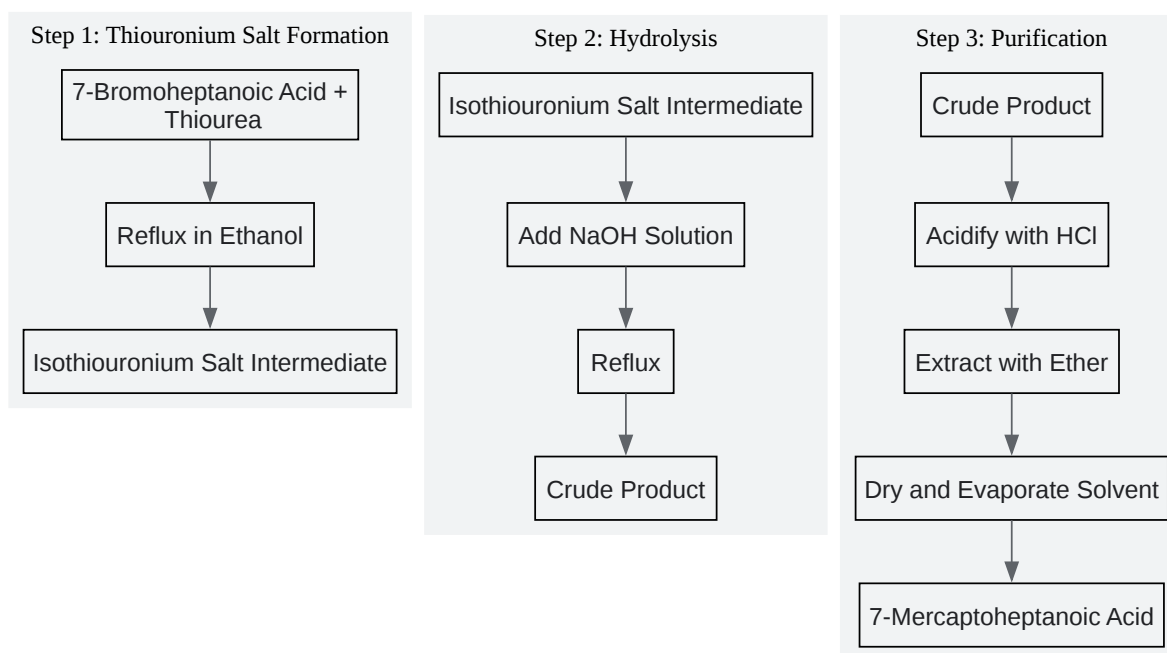 Step 1: Thiouronium Salt Formation
7-Bromoheptanoic Acid +
Thiourea
Reflux in Ethanol
Isothiouronium Salt Intermediate
Step 2: Hydrolysis
Isothiouronium Salt Intermediate
Add NaOH Solution
Reflux
Crude Product
Step 3: Purification
Crude Product
Acidify with HCl
Extract with Ether
Dry and Evaporate Solvent
7-Mercaptoheptanoic Acid